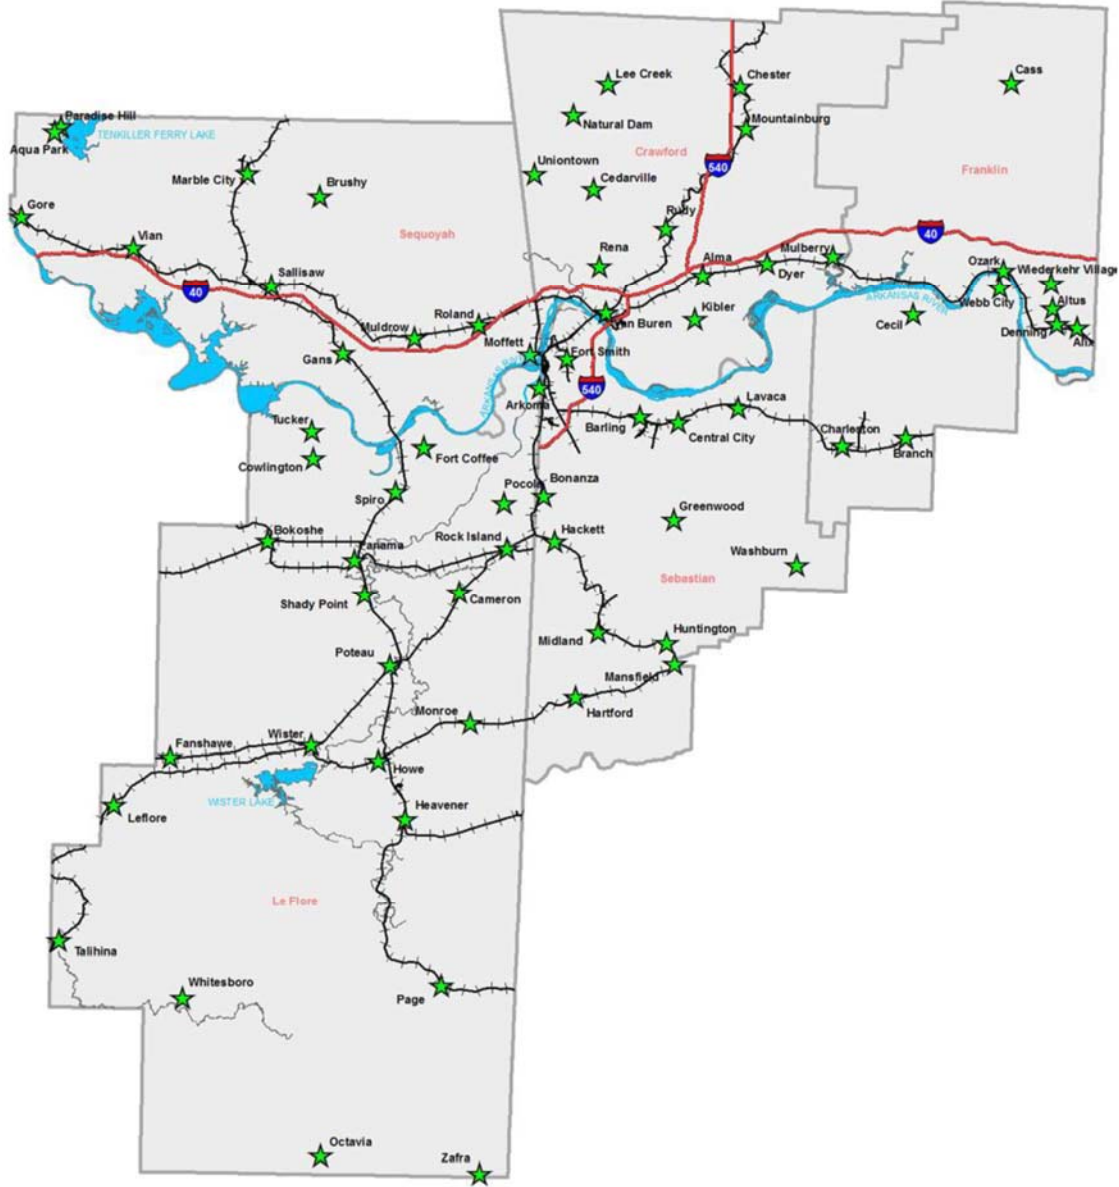 Lee Creek
Chester
Cass
Paradise Hill
Natural Dam
Mountainburg
TENKILLER FERRY LAKE
Aqua Park
Crawford
Uniontown
540
Franklin
Marble City
Brushy
Cedarville
Gore
Rudy
Vian
Sequoyah
40
Rena
Mulberry
Alma
Ozark
Wiederkehr Village
Sallisaw
Dyer
40
ARKANSAS RIVER
Webb City
Altus
Roland
Kibler
Cecil
Muldrow
Van Buren
Denning
Moffett
Alix
Gans
Fort Smith
ARKANSAS RIVER
540
Arkoma
Lavaca
Tucker
Barling
Charleston
Central City
Fort Coffee
Branch
Cowlington
Bonanza
Pocola
Spiro
Greenwood
Bokoshe
Rock Island
Hackett
Panama
Washburn
Sebastian
Shady Point
Cameron
Huntington
Midland
Poteau
Mansfield
Monroe
Hartford
Wister
Fanshawe
Howe
WISTER LAKE
Heavener
Leflore
Le Flore
Talihina
Whitesboro
Page
Octavia
Zafra